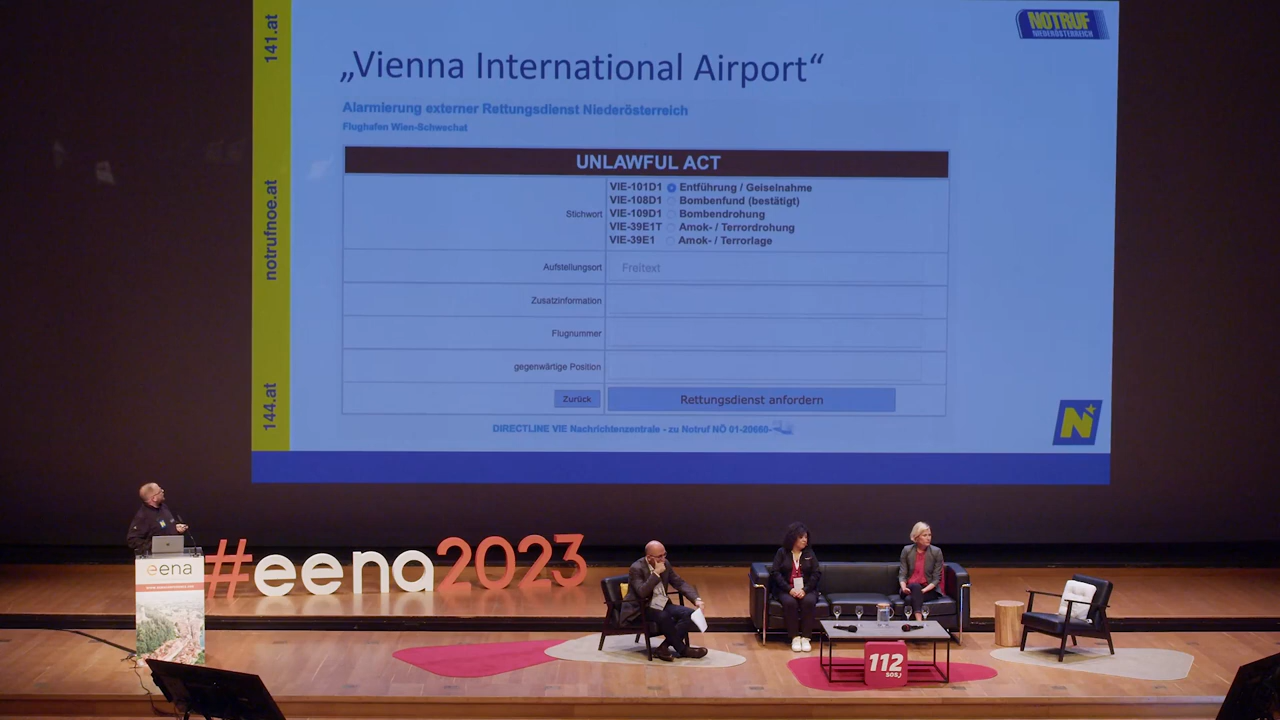 141.at
notrufnoe.at
144.at
NOTRUF
NIEDERÖSTERREICH
„Vienna International Airport“
Alarmierung externer Rettungsdienst Niederösterreich
Flughafen Wien-Schwechat
UNLAWFUL ACT
Stichwort
VIE-101D1 Entführung / Geiselnahme
VIE-108D1 Bombenfund (bestätigt)
VIE-109D1 Bombendrohung
VIE-39E1T Amok- / Terrordrohung
VIE-39E1 Amok- / Terrorlage
Aufstellungsort Freitext
Zusatzinformation
Flugnummer
gegenwärtige Position
Zurück Rettungsdienst anfordern
DIRECTLINE VIE Nachrichtenzentrale - zu Notruf NÖ 01-20660-
N
eena
#eena2023
112
SOS